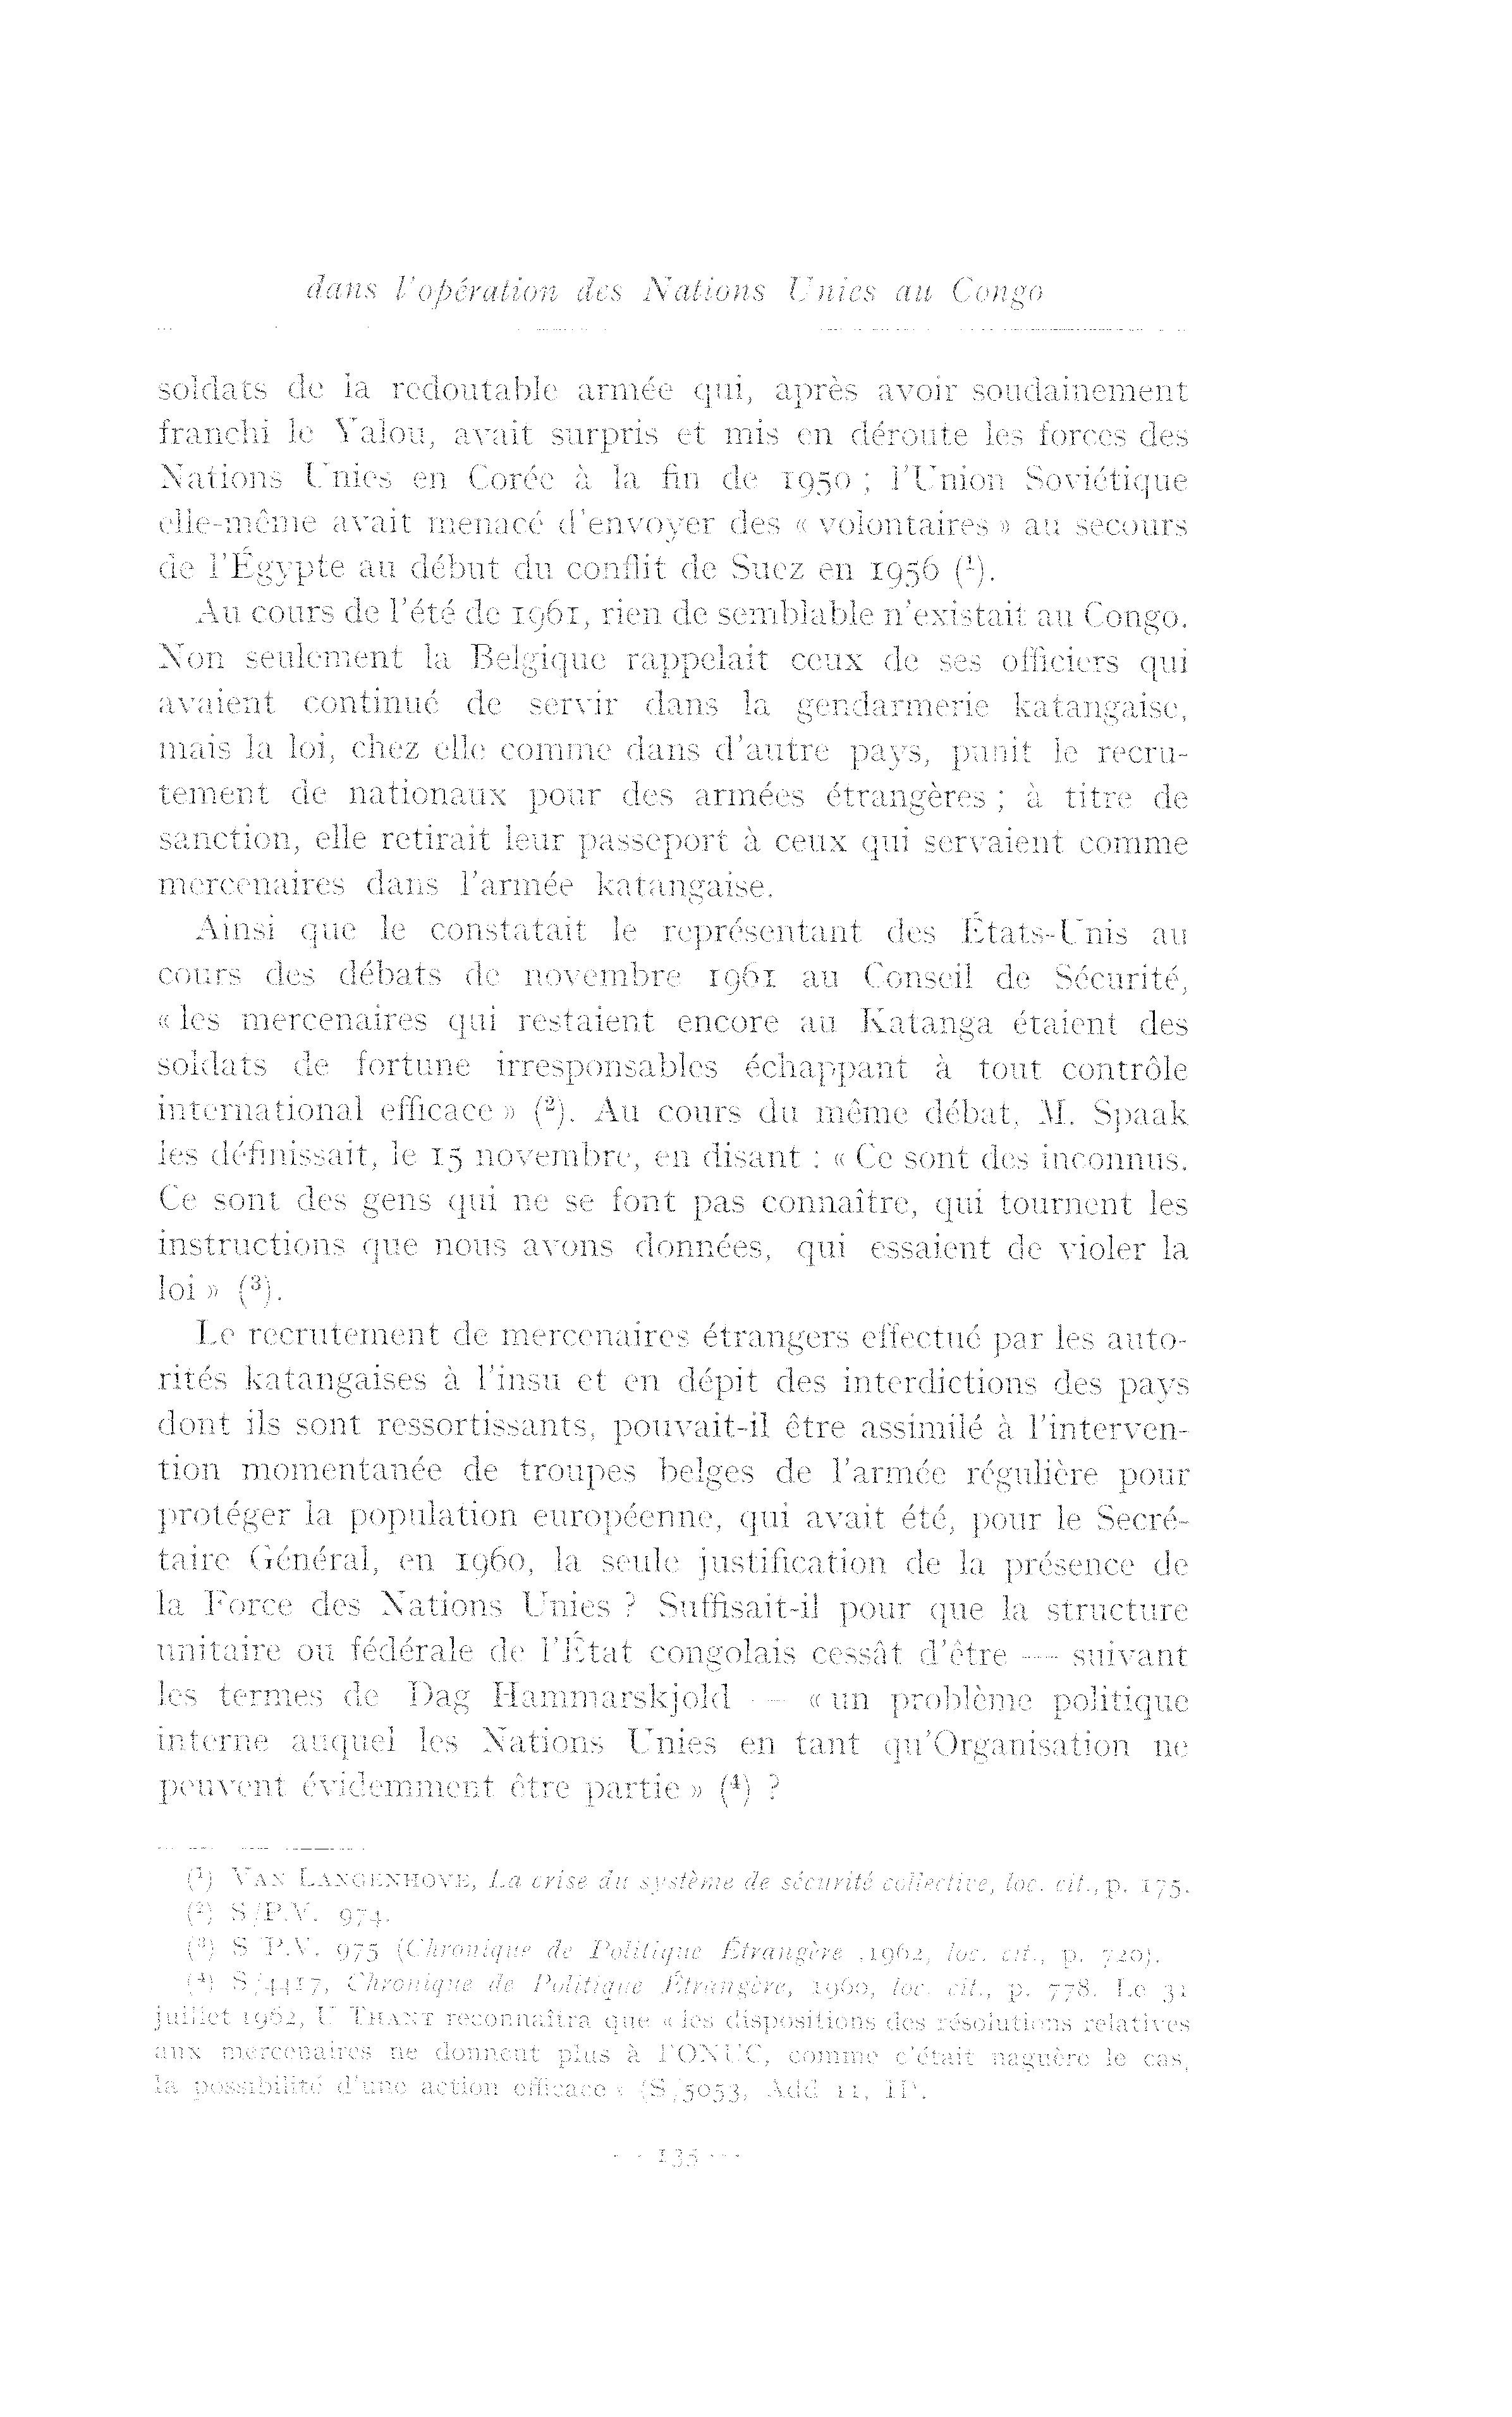 dans l'opération des Nations Unies au Congo
soldats de la redoutable armée qui, après avoir soudainement
franchi le Yalou, avait surpris et mis en déroute les forces des
Nations Unies en Corée à la fin de 1950 ; l'Union Soviétique
elle-même avait menacé d'envoyer des « volontaires » au secours
de l'Égypte au début du conflit de Suez en 1956 (¹).
Au cours de l'été de 1961, rien de semblable n'existait au Congo.
Non seulement la Belgique rappelait ceux de ses officiers qui
avaient continué de servir dans la gendarmerie katangaise,
mais la loi, chez elle comme dans d'autre pays, punit le recru-
tement de nationaux pour des armées étrangères ; à titre de
sanction, elle retirait leur passeport à ceux qui servaient comme
mercenaires dans l'armée katangaise.
Ainsi que le constatait le représentant des États-Unis au
cours des débats de novembre 1961 au Conseil de Sécurité,
« les mercenaires qui restaient encore au Katanga étaient des
soldats de fortune irresponsables échappant à tout contrôle
international efficace » (²). Au cours du même débat, M. Spaak
les définissait, le 15 novembre, en disant : « Ce sont des inconnus.
Ce sont des gens qui ne se font pas connaître, qui tournent les
instructions que nous avons données, qui essaient de violer la
loi » (³).
Le recrutement de mercenaires étrangers effectué par les auto-
rités katangaises à l'insu et en dépit des interdictions des pays
dont ils sont ressortissants, pouvait-il être assimilé à l'interven-
tion momentanée de troupes belges de l'armée régulière pour
protéger la population européenne, qui avait été, pour le Secré-
taire Général, en 1960, la seule justification de la présence de
la Force des Nations Unies ? Suffisait-il pour que la structure
unitaire ou fédérale de l'État congolais cessât d'être — suivant
les termes de Dag Hammarskjold — « un problème politique
interne auquel les Nations Unies en tant qu'Organisation ne
peuvent évidemment être partie » (⁴) ?
(¹) VAN LANGENHOVE, La crise du système de sécurité collective, loc. cit., p. 175.
(²) S/P.V. 974.
(³) S/P.V. 975 (Chronique de Politique Étrangère ,1962, loc. cit., p. 720).
(⁴) S/4417, Chronique de Politique Étrangère, 1960, loc. cit., p. 778. Le 31
juillet 1962, U THANT reconnaîtra que « les dispositions des résolutions relatives
aux mercenaires ne donnent plus à l'ONUC, comme c'était naguère le cas,
la possibilité d'une action efficace « (S/5053, Add 11, II).
— 135 —